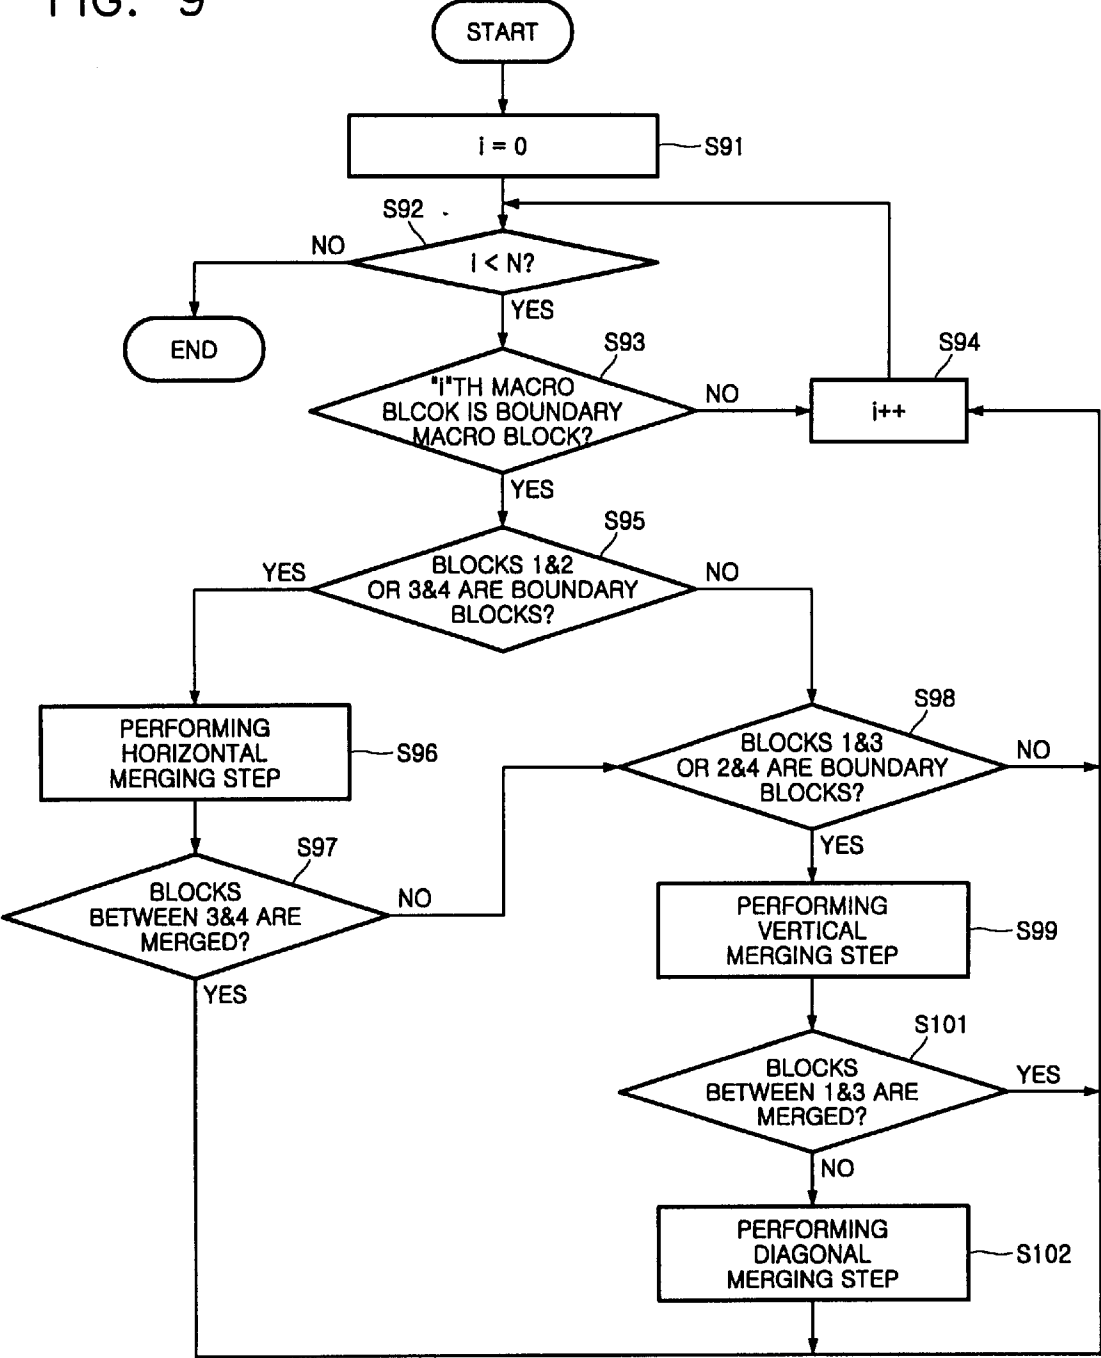 FIG. 9
START
i = 0
S91
S92
i < N?
NO
YES
END
S93
"i"TH MACRO
BLCOK IS BOUNDARY
MACRO BLOCK?
NO
S94
i++
YES
S95
BLOCKS 1&2
OR 3&4 ARE BOUNDARY
BLOCKS?
YES
NO
PERFORMING
HORIZONTAL
MERGING STEP
S96
S98
BLOCKS 1&3
OR 2&4 ARE BOUNDARY
BLOCKS?
NO
YES
S97
BLOCKS
BETWEEN 3&4 ARE
MERGED?
NO
YES
PERFORMING
VERTICAL
MERGING STEP
S99
S101
BLOCKS
BETWEEN 1&3 ARE
MERGED?
YES
NO
PERFORMING
DIAGONAL
MERGING STEP
S102